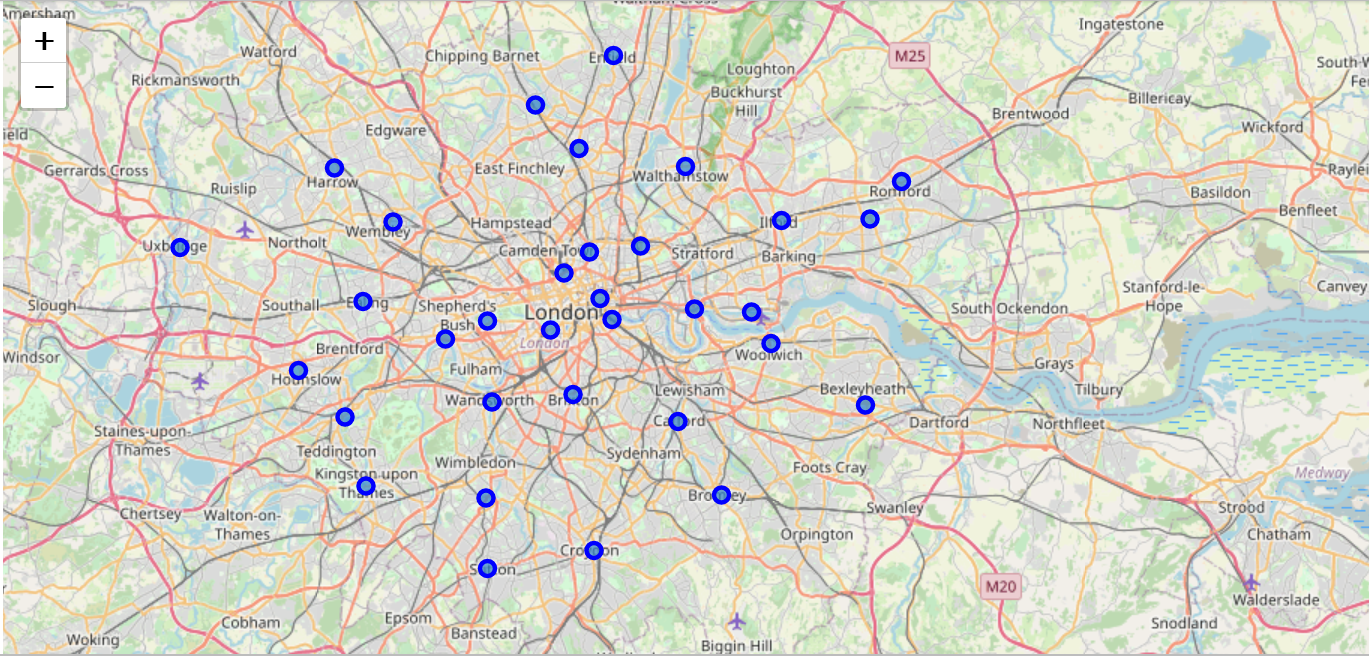 Amersham
Waltham Cross
Ingatestone
+
Watford
Chipping Barnet
Enfield
M25
Loughton
Rickmansworth
−
Buckhurst
Hill
Billericay
Brentwood
Wickford
Edgware
Gerrards Cross
East Finchley
Walthamstow
Harrow
Ruislip
Romford
Basildon
Benfleet
Hampstead
Ilford
Wembley
Uxbridge
Northolt
Camden Town
Stratford
Barking
Stanford-le-
Hope
Canvey
Slough
Southall
Ealing
Shepherd's
Bush
London
South Ockendon
London
Brentford
Windsor
Woolwich
Fulham
Grays
Hounslow
Lewisham
Bexleyheath
Tilbury
Wandsworth
Brixton
Catford
Dartford
Northfleet
Staines-upon-
Thames
Teddington
Sydenham
Wimbledon
Foots Cray
Medway
Kingston upon
Thames
Bromley
Swanley
Strood
Chertsey
Walton-on-
Thames
Orpington
Chatham
Croydon
Sutton
M20
Walderslade
Epsom
Cobham
Banstead
Snodland
Woking
Biggin Hill